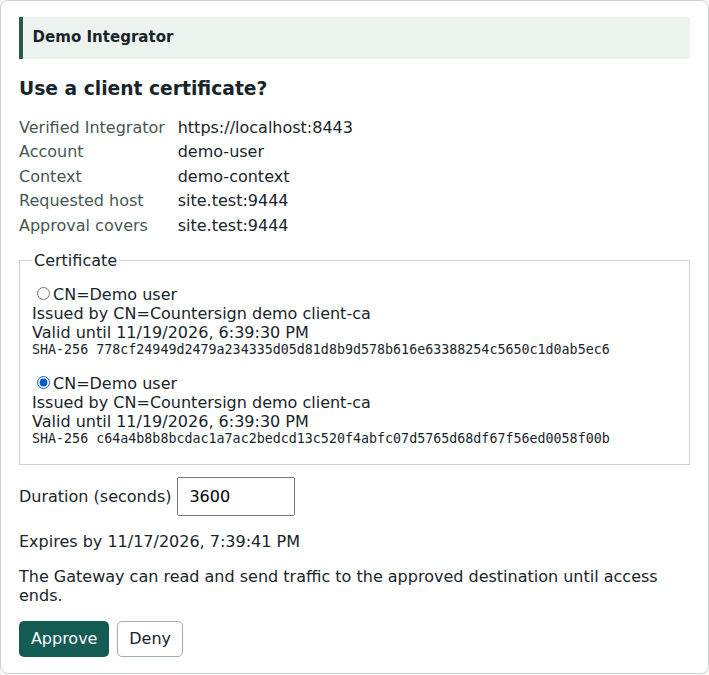 Demo Integrator
Use a client certificate?
Verified Integrator https://localhost:8443
Account demo-user
Context demo-context
Requested host site.test:9444
Approval covers site.test:9444
Certificate
CN=Demo user
Issued by CN=Countersign demo client-ca
Valid until 11/19/2026, 6:39:30 PM
SHA-256 778cf24949d2479a234335d05d81d8b9d578b616e63388254c5650c1d0ab5ec6
CN=Demo user
Issued by CN=Countersign demo client-ca
Valid until 11/19/2026, 6:39:30 PM
SHA-256 c64a4b8b8bcdac1a7ac2bedcd13c520f4abfc07d5765d68df67f56ed0058f00b
Duration (seconds) 3600
Expires by 11/17/2026, 7:39:41 PM
The Gateway can read and send traffic to the approved destination until access
ends.
Approve Deny